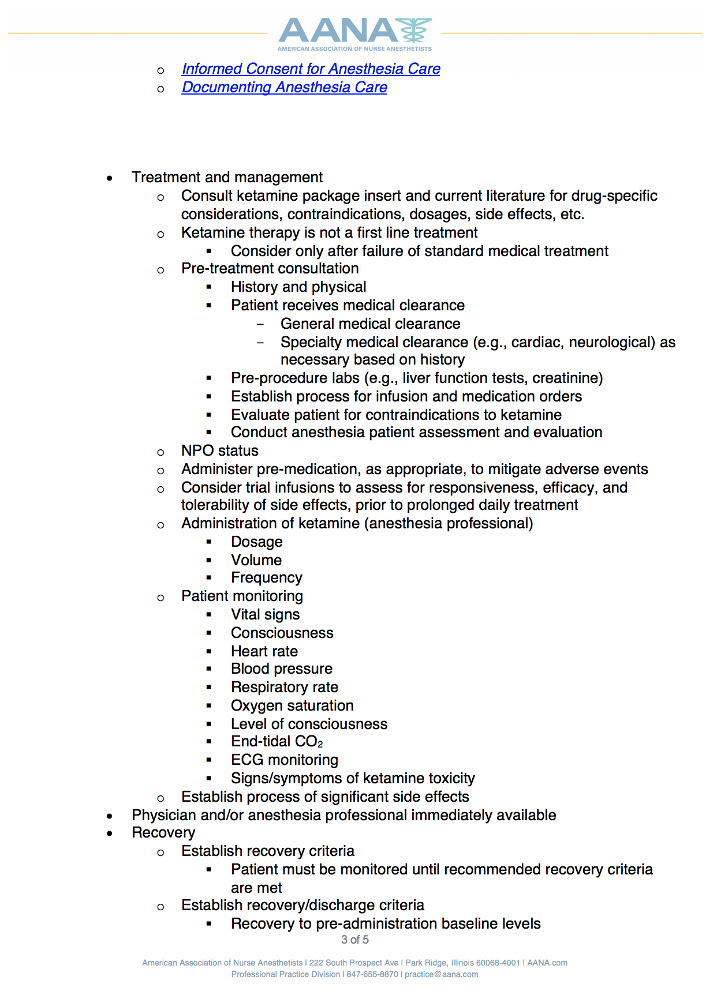 AANA
AMERICAN ASSOCIATION OF NURSE ANESTHETISTS
o Informed Consent for Anesthesia Care
o Documenting Anesthesia Care
• Treatment and management
o Consult ketamine package insert and current literature for drug-specific
considerations, contraindications, dosages, side effects, etc.
o Ketamine therapy is not a first line treatment
▪ Consider only after failure of standard medical treatment
o Pre-treatment consultation
▪ History and physical
▪ Patient receives medical clearance
− General medical clearance
− Specialty medical clearance (e.g., cardiac, neurological) as
necessary based on history
▪ Pre-procedure labs (e.g., liver function tests, creatinine)
▪ Establish process for infusion and medication orders
▪ Evaluate patient for contraindications to ketamine
▪ Conduct anesthesia patient assessment and evaluation
o NPO status
o Administer pre-medication, as appropriate, to mitigate adverse events
o Consider trial infusions to assess for responsiveness, efficacy, and
tolerability of side effects, prior to prolonged daily treatment
o Administration of ketamine (anesthesia professional)
▪ Dosage
▪ Volume
▪ Frequency
o Patient monitoring
▪ Vital signs
▪ Consciousness
▪ Heart rate
▪ Blood pressure
▪ Respiratory rate
▪ Oxygen saturation
▪ Level of consciousness
▪ End-tidal CO₂
▪ ECG monitoring
▪ Signs/symptoms of ketamine toxicity
o Establish process of significant side effects
• Physician and/or anesthesia professional immediately available
• Recovery
o Establish recovery criteria
▪ Patient must be monitored until recommended recovery criteria
are met
o Establish recovery/discharge criteria
▪ Recovery to pre-administration baseline levels
3 of 5
American Association of Nurse Anesthetists | 222 South Prospect Ave | Park Ridge, Illinois 60068-4001 | AANA.com
Professional Practice Division | 847-655-8870 | practice@aana.com